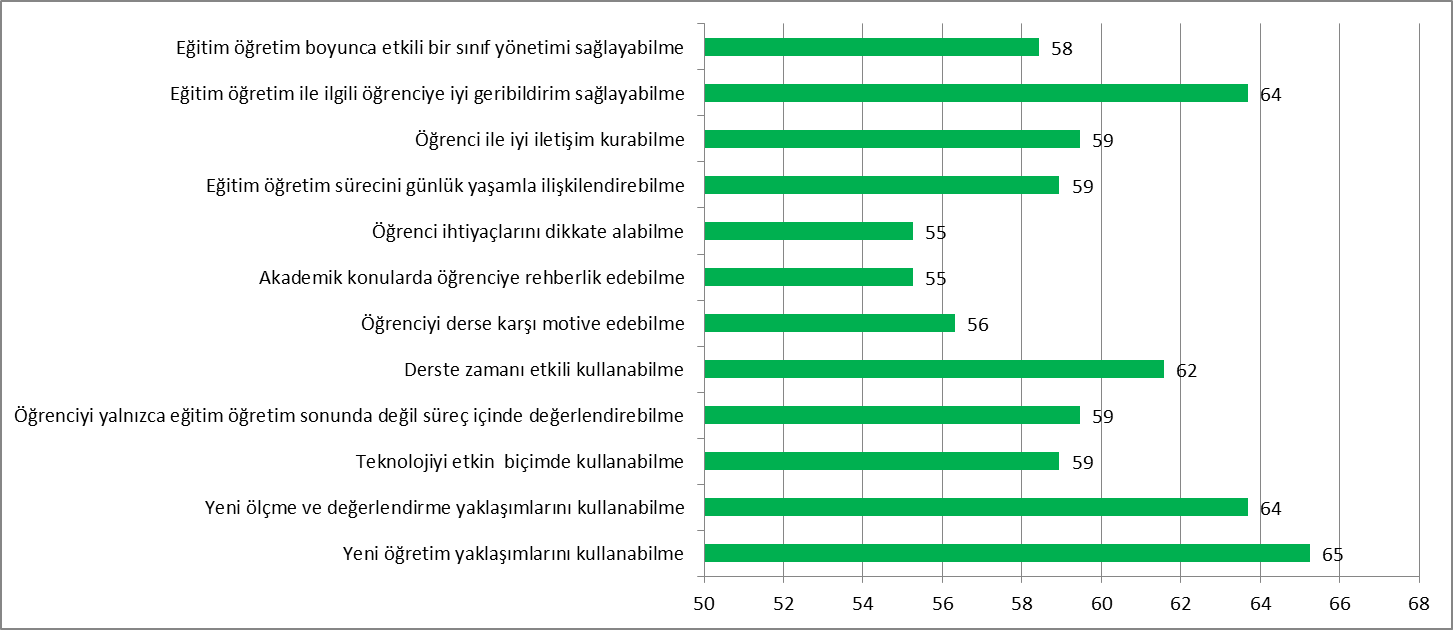 Eğitim öğretim boyunca etkili bir sınıf yönetimi sağlayabilme 58
Eğitim öğretim ile ilgili öğrenciye iyi geribildirim sağlayabilme 64
Öğrenci ile iyi iletişim kurabilme 59
Eğitim öğretim sürecini günlük yaşamla ilişkilendirebilme 59
Öğrenci ihtiyaçlarını dikkate alabilme 55
Akademik konularda öğrenciye rehberlik edebilme 55
Öğrenciyi derse karşı motive edebilme 56
Derste zamanı etkili kullanabilme 62
Öğrenciyi yalnızca eğitim öğretim sonunda değil süreç içinde değerlendirebilme 59
Teknolojiyi etkin  biçimde kullanabilme 59
Yeni ölçme ve değerlendirme yaklaşımlarını kullanabilme 64
Yeni öğretim yaklaşımlarını kullanabilme 65
50 52 54 56 58 60 62 64 66 68